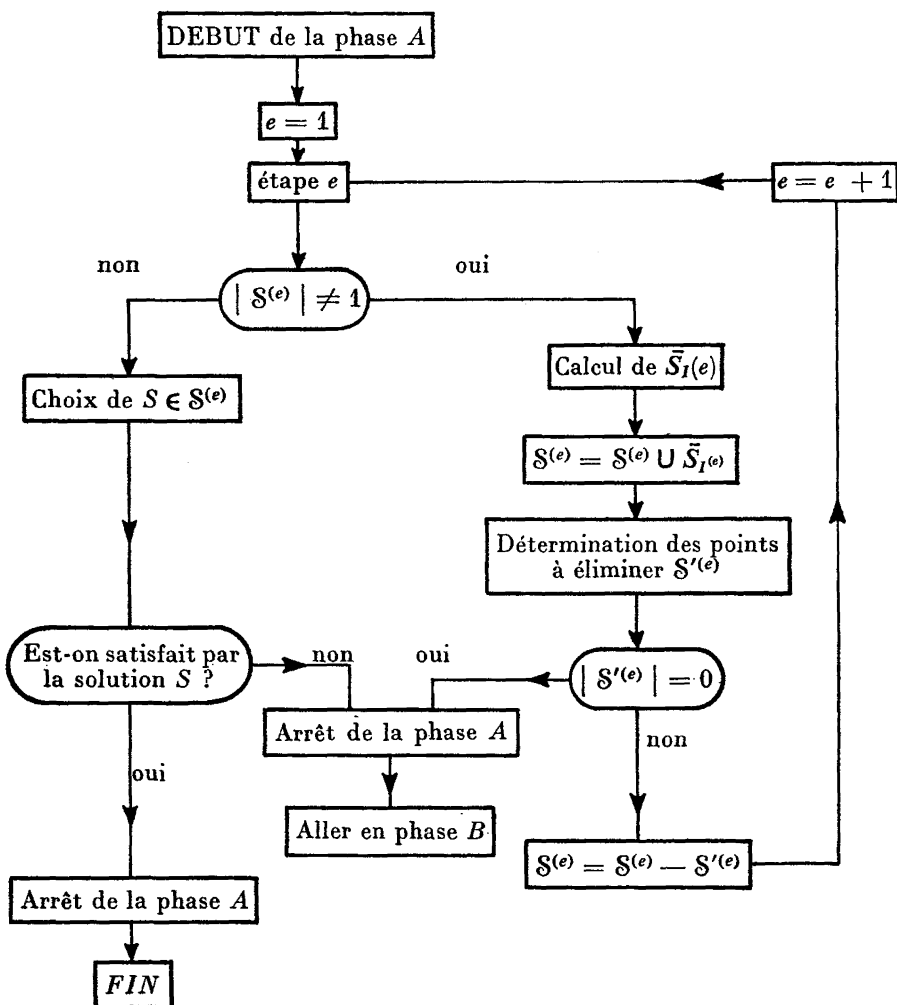 DEBUT de la phase A
e = 1
étape e
e = e + 1
non
oui
| S⁽ᵉ⁾ | ≠ 1
Calcul de S̄_I(e)
Choix de S ∈ S⁽ᵉ⁾
S⁽ᵉ⁾ = S⁽ᵉ⁾ ∪ S̄_I⁽ᵉ⁾
Détermination des points
à éliminer S'⁽ᵉ⁾
Est-on satisfait par
la solution S ?
non
oui
| S'⁽ᵉ⁾ | = 0
Arrêt de la phase A
non
oui
Aller en phase B
S⁽ᵉ⁾ = S⁽ᵉ⁾ — S'⁽ᵉ⁾
Arrêt de la phase A
FIN